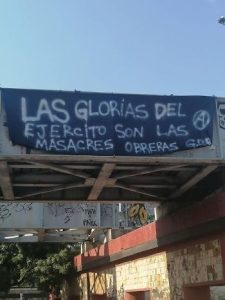 LAS GLORIAS DEL
EJERCITO SON LAS
MASACRES OBRERAS